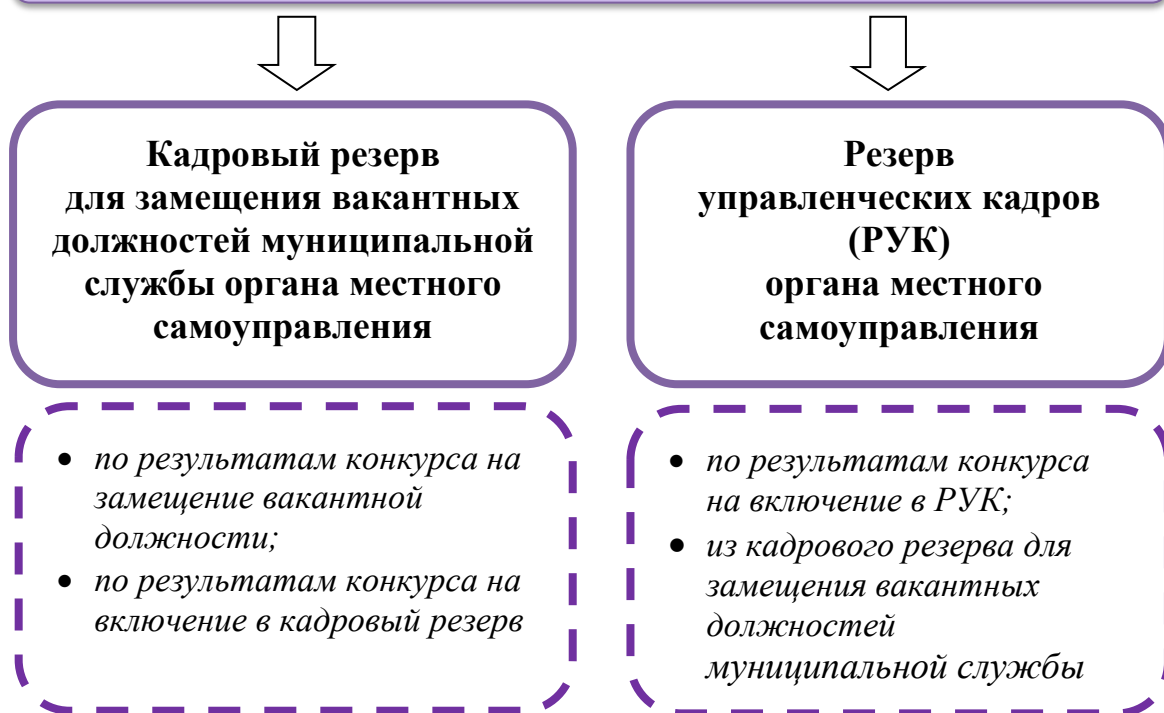 Кадровый резерв
для замещения вакантных
должностей муниципальной
службы органа местного
самоуправления
• по результатам конкурса на
замещение вакантной
должности;
• по результатам конкурса на
включение в кадровый резерв
Резерв
управленческих кадров
(РУК)
органа местного
самоуправления
• по результатам конкурса
на включение в РУК;
• из кадрового резерва для
замещения вакантных
должностей
муниципальной службы